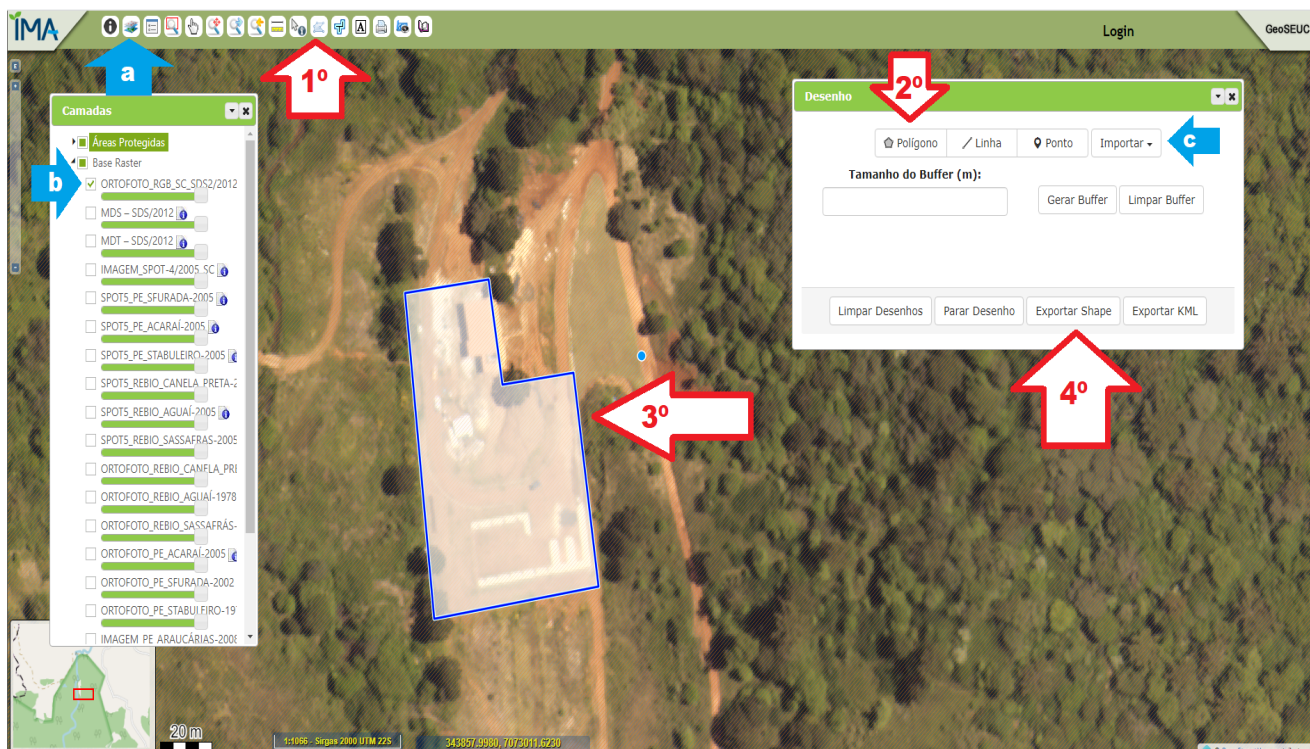 IMA
Login
GeoSEUC
a
1º
2º
Camadas
Áreas Protegidas
Base Raster
b
ORTOFOTO_RGB_SC_SDS2/2012
MDS – SDS/2012
MDT – SDS/2012
IMAGEM_SPOT-4/2005_SC
SPOT5_PE_SFURADA-2005
SPOT5_PE_ACARAÍ-2005
SPOT5_PE_STABULEIRO-2005
SPOT5_REBIO_CANELA_PRETA-2
SPOT5_REBIO_AGUAÍ-2005
SPOT5_REBIO_SASSAFRAS-2005
ORTOFOTO_REBIO_CANELA_PRE
ORTOFOTO_REBIO_AGUAÍ-1978
ORTOFOTO_REBIO_SASSAFRÁS-
ORTOFOTO_PE_ACARAÍ-2005
ORTOFOTO_PE_SFURADA-2002
ORTOFOTO_PE_STABULEIRO-19
IMAGEM_PE_ARAUCÁRIAS-2008
Desenho
Polígono
Linha
Ponto
Importar
c
Tamanho do Buffer (m):
Gerar Buffer
Limpar Buffer
Limpar Desenhos
Parar Desenho
Exportar Shape
Exportar KML
3º
4º
20 m
1:1066 - Sirgas 2000 UTM 22S
343857.9980, 7073011.6230